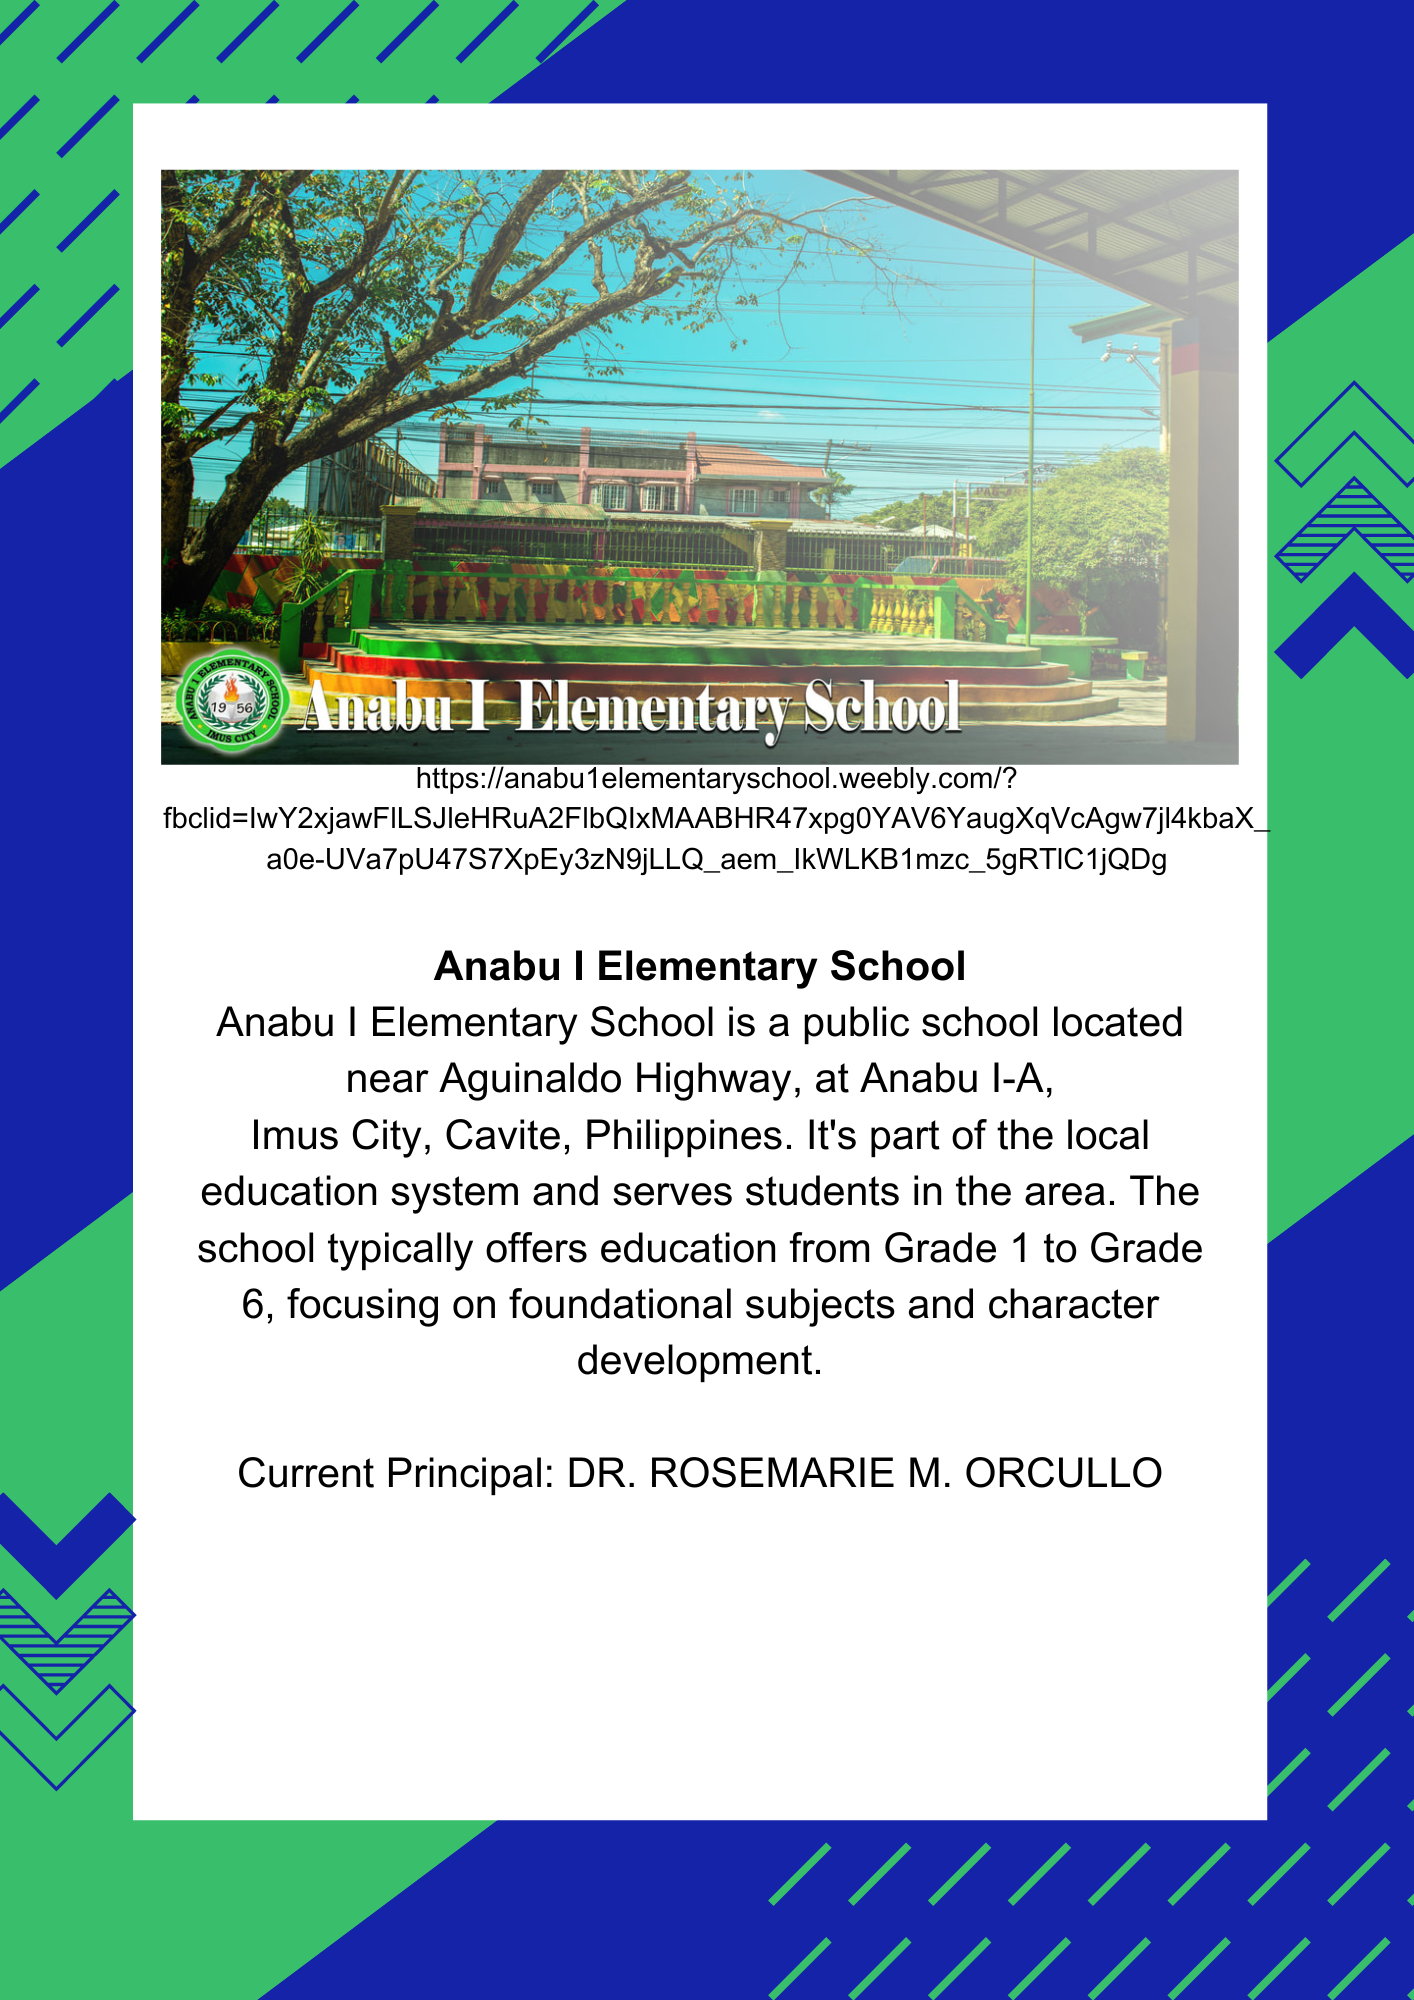 ANABU I ELEMENTARY SCHOOL
19 56
IMUS CITY
Anabu I Elementary School
https://anabu1elementaryschool.weebly.com/?
fbclid=IwY2xjawFlLSJleHRuA2FlbQIxMAABHR47xpg0YAV6YaugXqVcAgw7jl4kbaX_
a0e-UVa7pU47S7XpEy3zN9jLLQ_aem_IkWLKB1mzc_5gRTlC1jQDg
Anabu I Elementary School
Anabu I Elementary School is a public school located
near Aguinaldo Highway, at Anabu I-A,
Imus City, Cavite, Philippines. It's part of the local
education system and serves students in the area. The
school typically offers education from Grade 1 to Grade
6, focusing on foundational subjects and character
development.
Current Principal: DR. ROSEMARIE M. ORCULLO